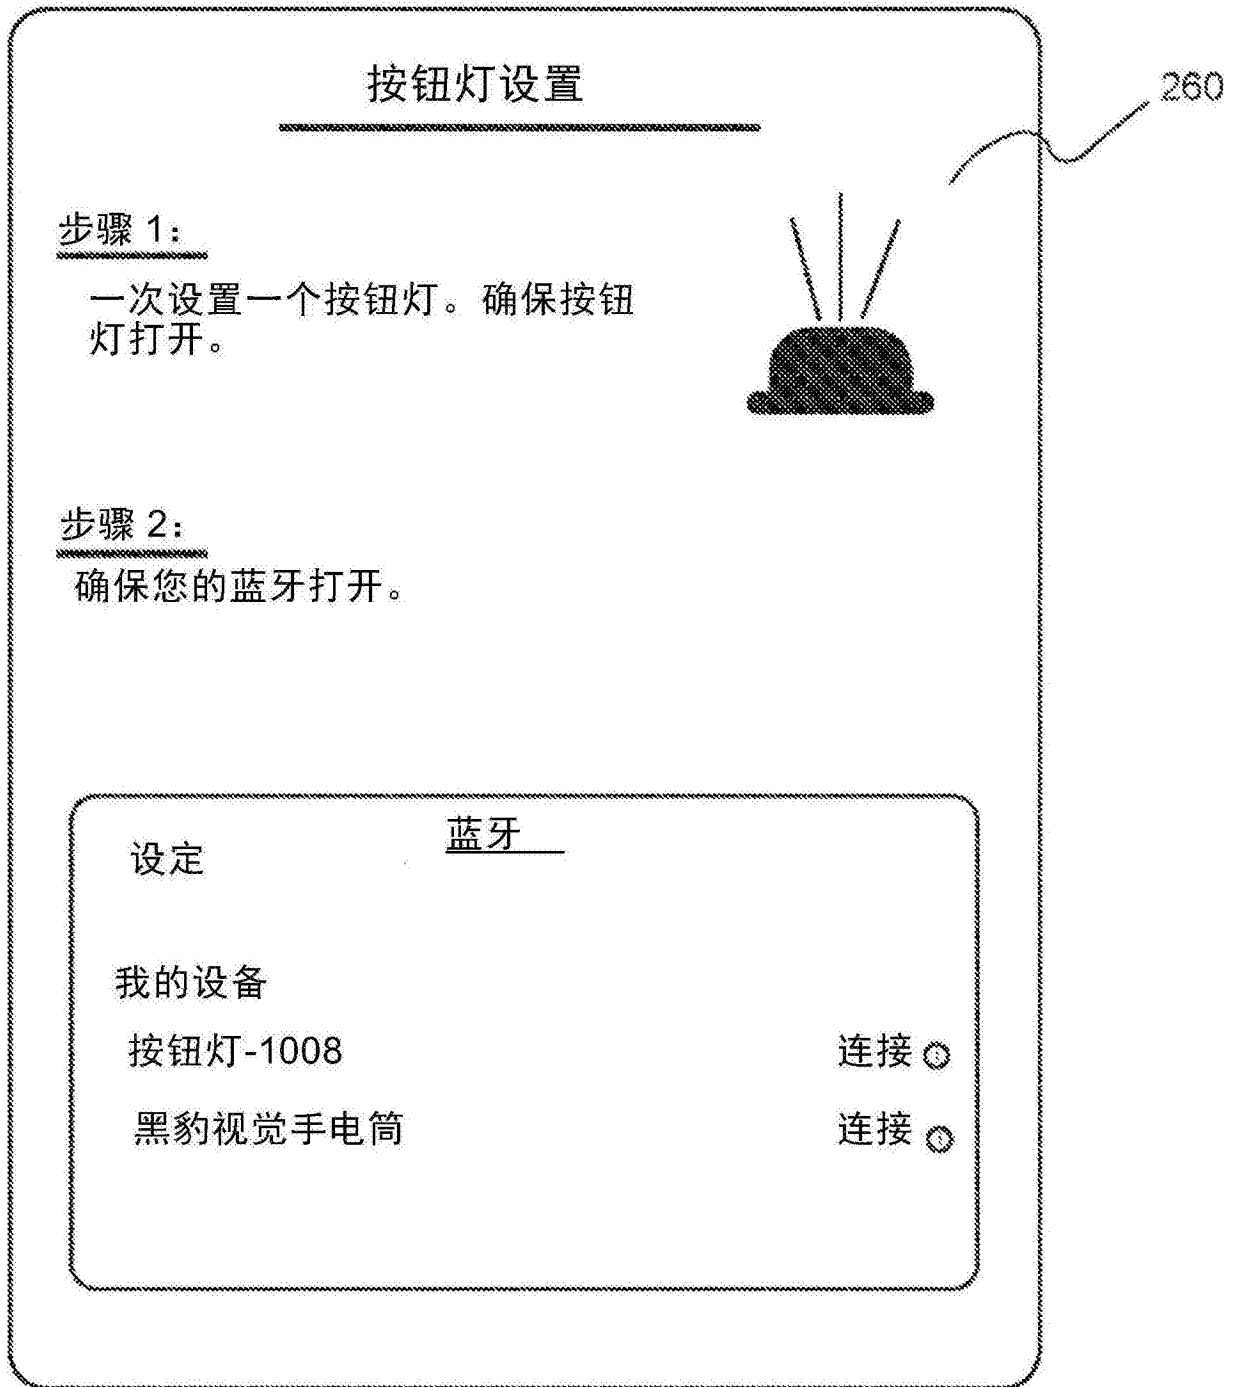 按钮灯设置
260
步骤 1：
一次设置一个按钮灯。确保按钮
灯打开。
步骤 2：
确保您的蓝牙打开。
蓝牙
设定
我的设备
按钮灯-1008 连接
黑豹视觉手电筒 连接